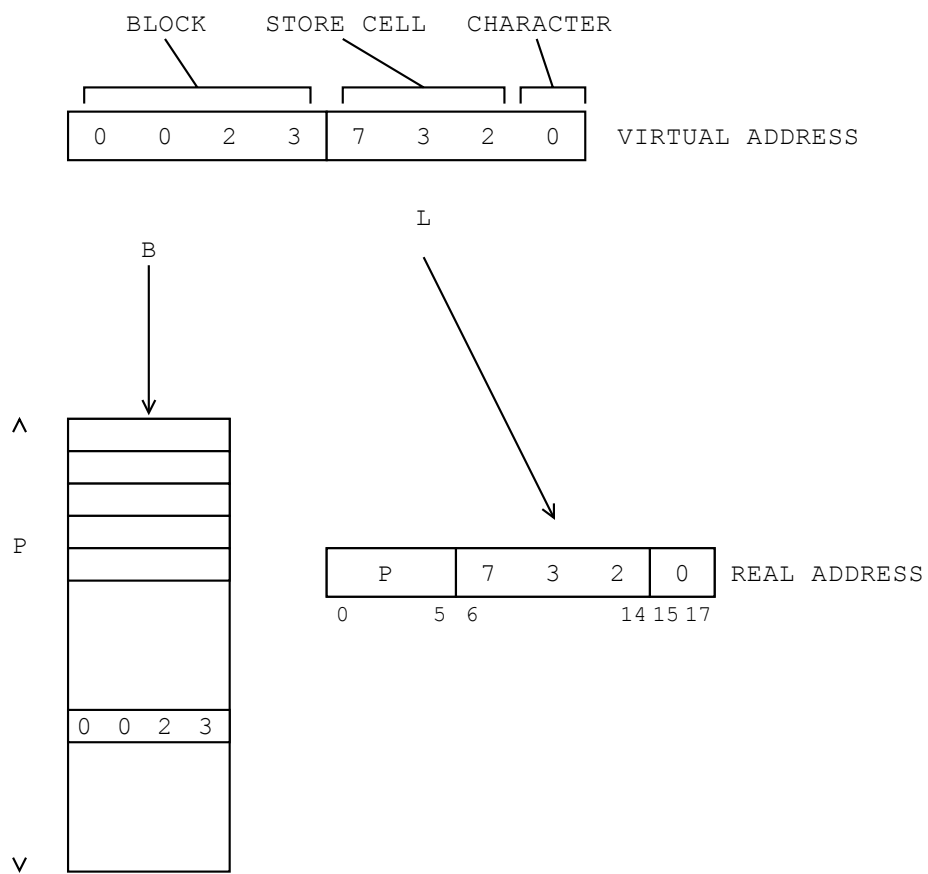 BLOCK STORE CELL CHARACTER
0 0 2 3 7 3 2 0 VIRTUAL ADDRESS
L
B
P
P 7 3 2 0 REAL ADDRESS
0 5 6 14 15 17
0 0 2 3